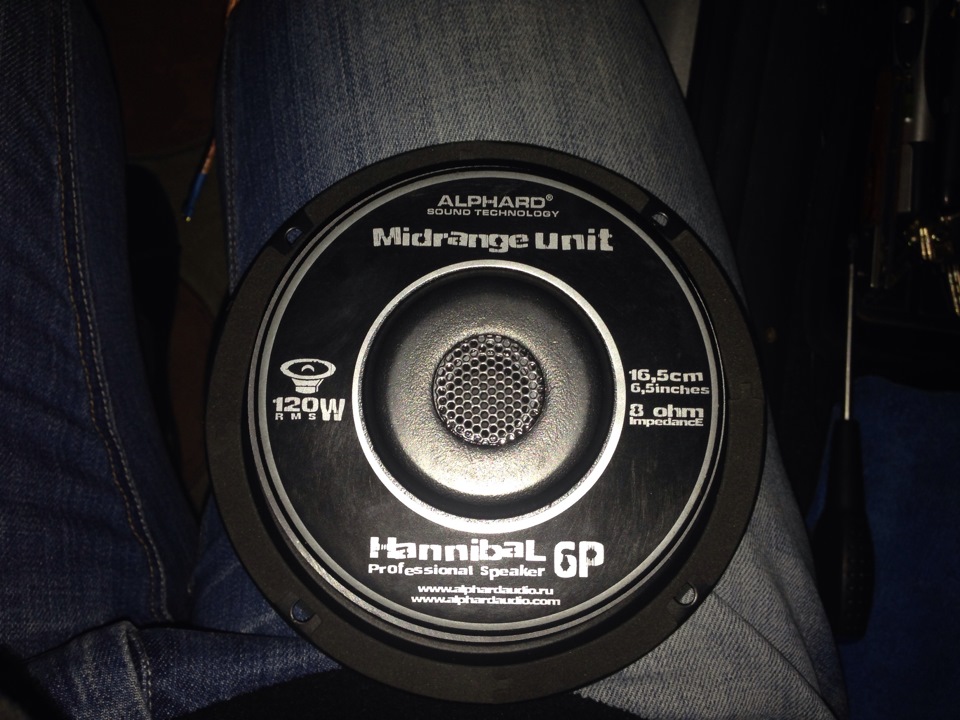 ALPHARD®
SOUND TECHNOLOGY
Midrange unit
120W
RMS
16,5cm
6,5inches
8 ohm
ImpedancE
HannibaL 6P
Professional Speaker
www.alphardaudio.ru
www.alphardaudio.com